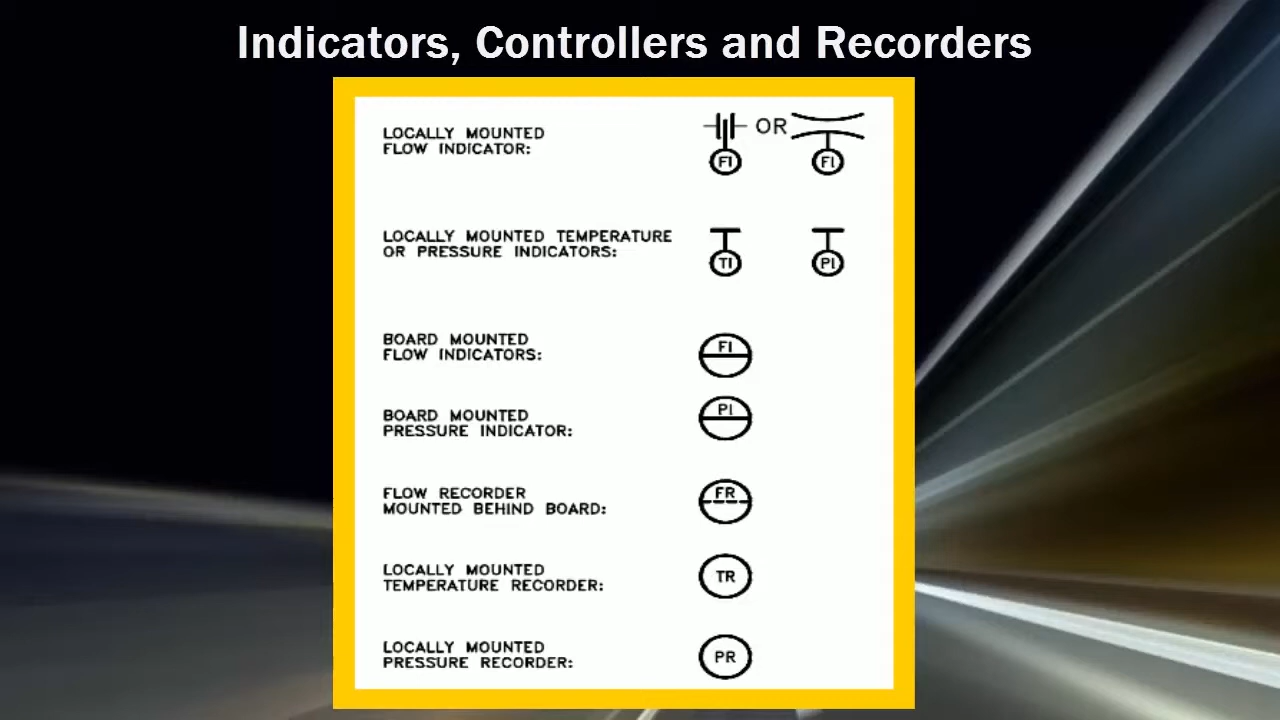 Indicators, Controllers and Recorders
LOCALLY MOUNTED
FLOW INDICATOR:
OR
FI
FI
LOCALLY MOUNTED TEMPERATURE
OR PRESSURE INDICATORS:
TI
PI
BOARD MOUNTED
FLOW INDICATORS:
FI
BOARD MOUNTED
PRESSURE INDICATOR:
PI
FLOW RECORDER
MOUNTED BEHIND BOARD:
FR
LOCALLY MOUNTED
TEMPERATURE RECORDER:
TR
LOCALLY MOUNTED
PRESSURE RECORDER:
PR